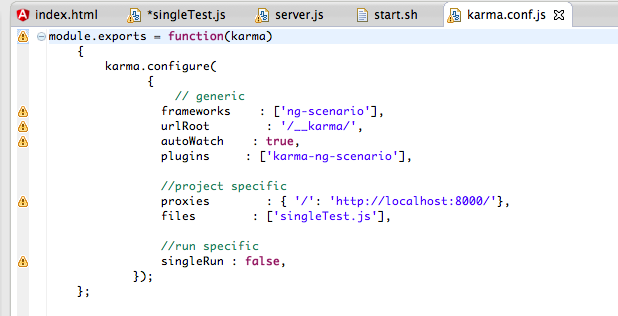 index.html *singleTest.js server.js start.sh karma.conf.js
module.exports = function(karma)
{
karma.configure(
{
// generic
frameworks : ['ng-scenario'],
urlRoot : '/__karma/',
autoWatch : true,
plugins : ['karma-ng-scenario'],
//project specific
proxies : { '/': 'http://localhost:8000/'},
files : ['singleTest.js'],
//run specific
singleRun : false,
});
};